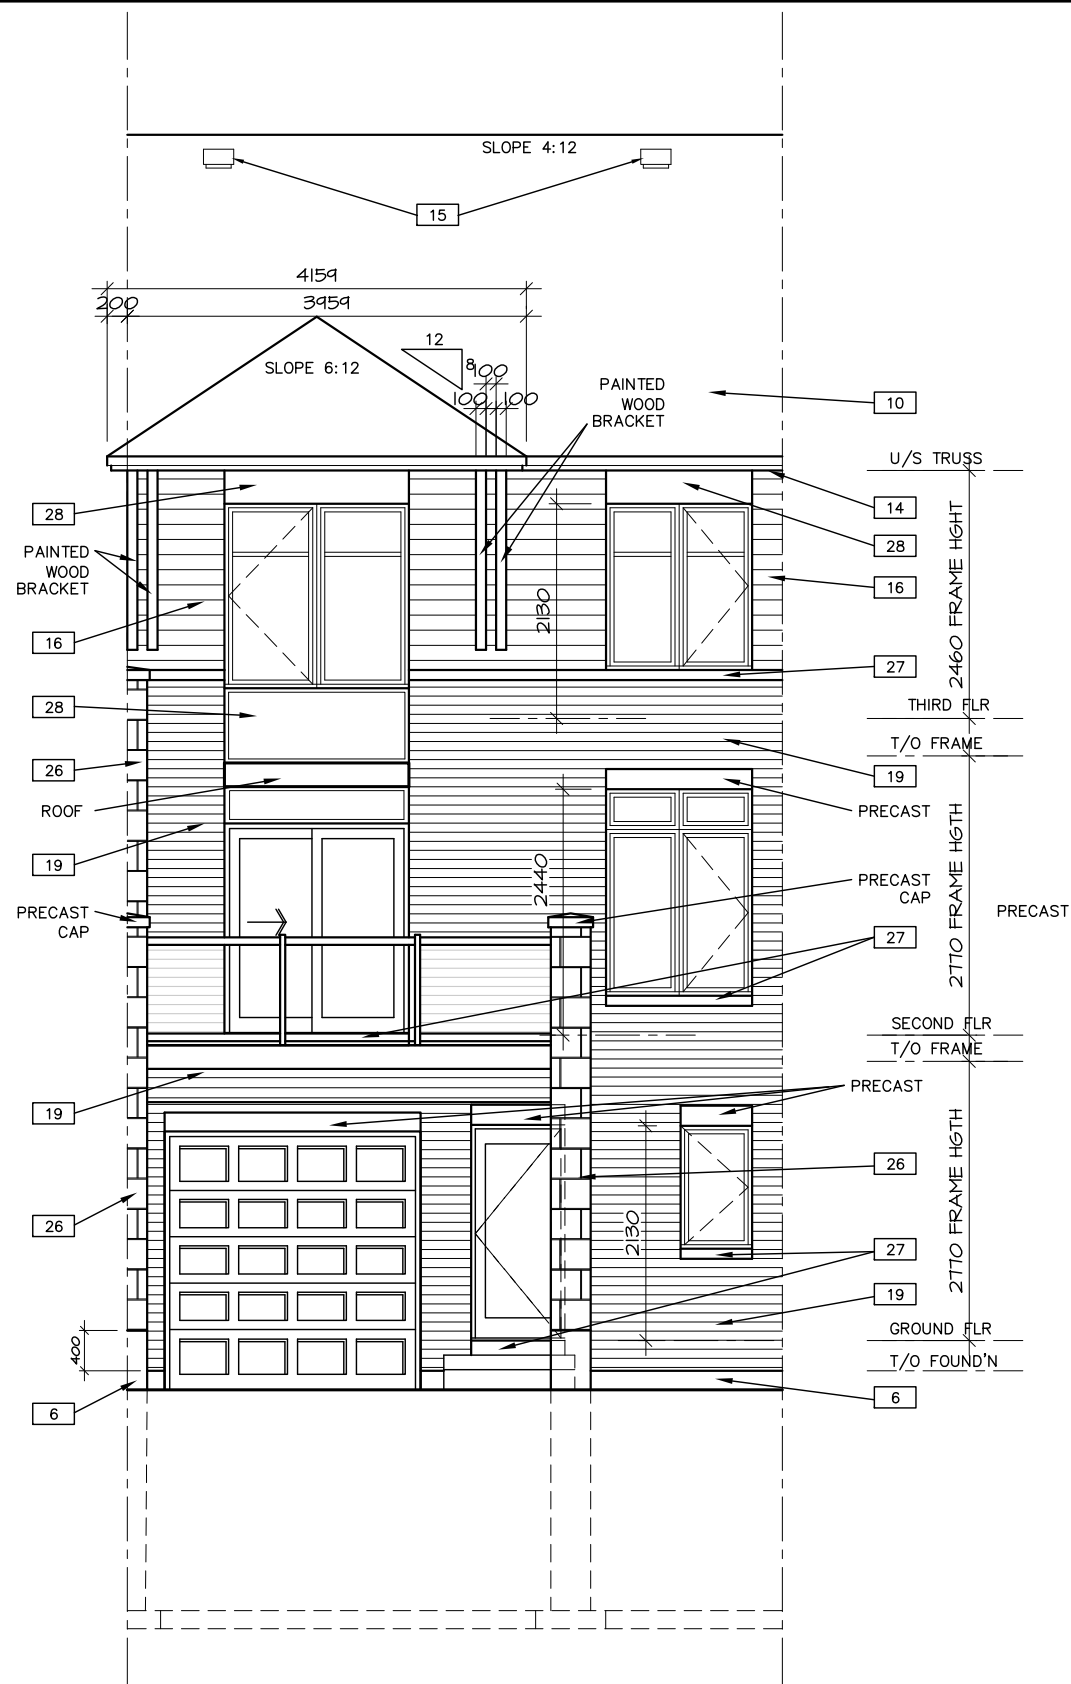 SLOPE 4:12
15
4159
200
3959
12
8
SLOPE 6:12
100
100
100
PAINTED
WOOD
BRACKET
10
U/S TRUSS
28
14
28
PAINTED
WOOD
BRACKET
16
16
2130
2460 FRAME HGHT
27
28
THIRD FLR
T/O FRAME
26
19
ROOF
PRECAST
19
2440
2770 FRAME HGTH
PRECAST
CAP
PRECAST
CAP
PRECAST
27
SECOND FLR
T/O FRAME
19
PRECAST
2770 FRAME HGTH
26
26
2130
27
19
GROUND FLR
400
T/O FOUND'N
6
6